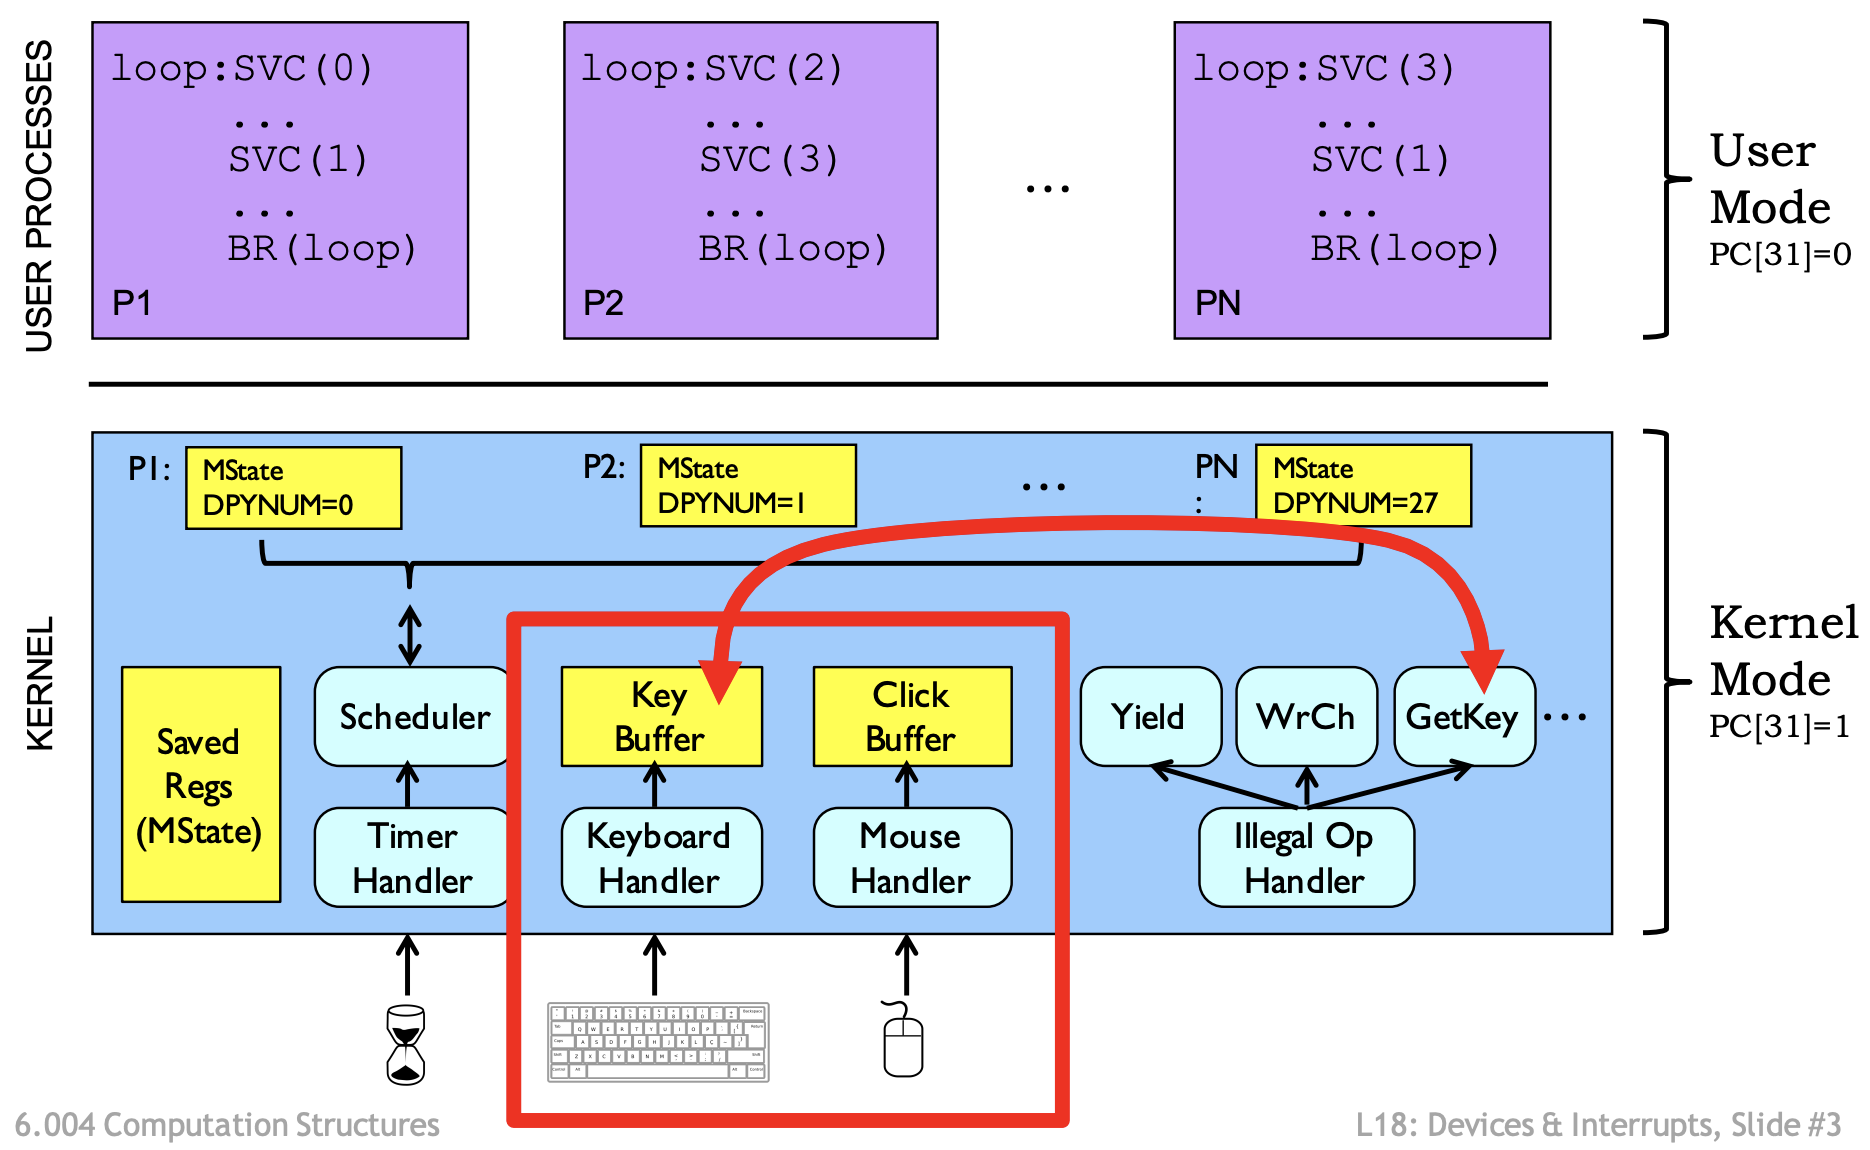 USER PROCESSES
loop:SVC(0)
...
SVC(1)
...
BR(loop)
P1
loop:SVC(2)
...
SVC(3)
...
BR(loop)
P2
...
loop:SVC(3)
...
SVC(1)
...
BR(loop)
PN
User
Mode
PC[31]=0
KERNEL
P1:
MState
DPYNUM=0
P2:
MState
DPYNUM=1
...
PN
:
MState
DPYNUM=27
Saved
Regs
(MState)
Scheduler
Timer
Handler
Key
Buffer
Keyboard
Handler
Click
Buffer
Mouse
Handler
Yield
WrCh
GetKey
...
Illegal Op
Handler
Kernel
Mode
PC[31]=1
6.004 Computation Structures
L18: Devices & Interrupts, Slide #3